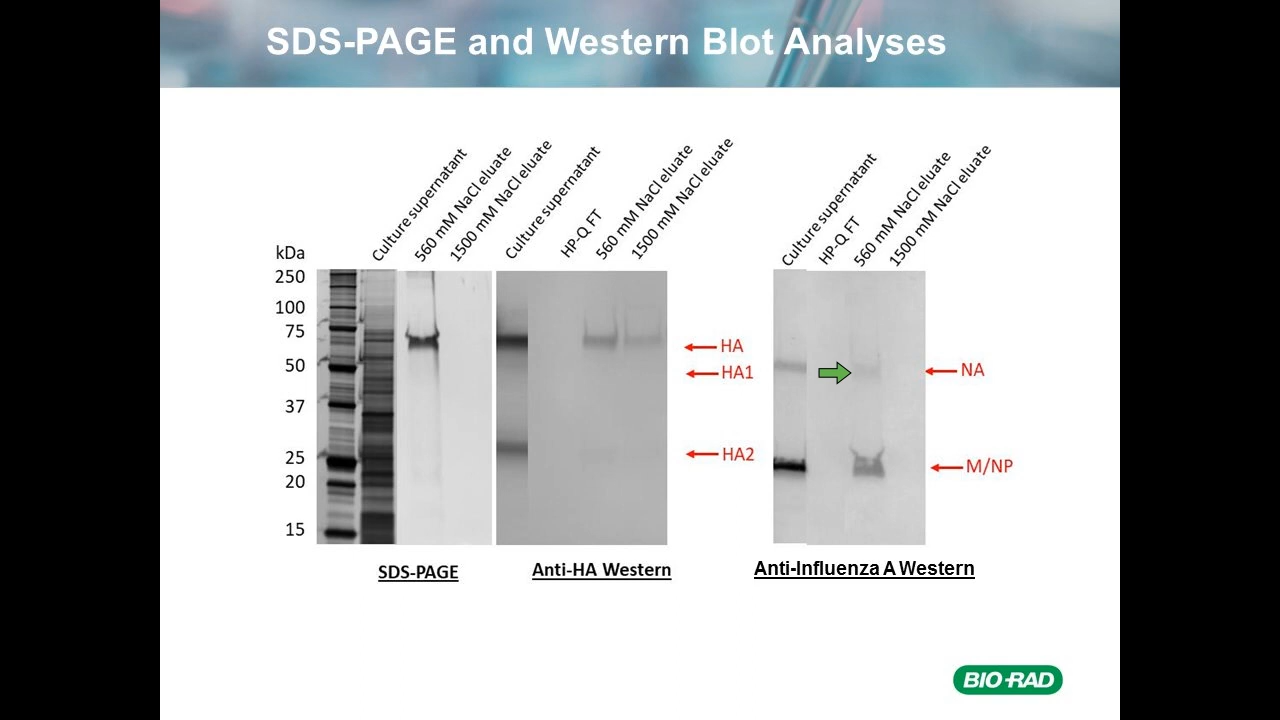 SDS-PAGE and Western Blot Analyses
Culture supernatant
560 mM NaCl eluate
1500 mM NaCl eluate
Culture supernatant
HP-Q FT
560 mM NaCl eluate
1500 mM NaCl eluate
Culture supernatant
HP-Q FT
560 mM NaCl eluate
1500 mM NaCl eluate
kDa
250
100
75
50
37
25
20
15
HA
HA1
HA2
NA
M/NP
SDS-PAGE
Anti-HA Western
Anti-Influenza A Western
BIO-RAD